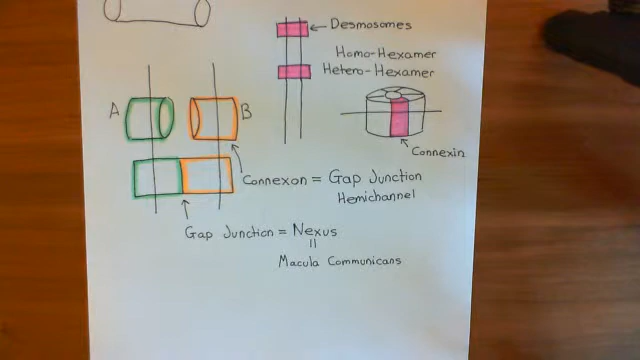 Desmosomes
Homo-Hexamer
Hetero-Hexamer
A
B
Connexin
Connexon = Gap Junction
Hemichannel
Gap Junction = Nexus
=
Macula Communicans